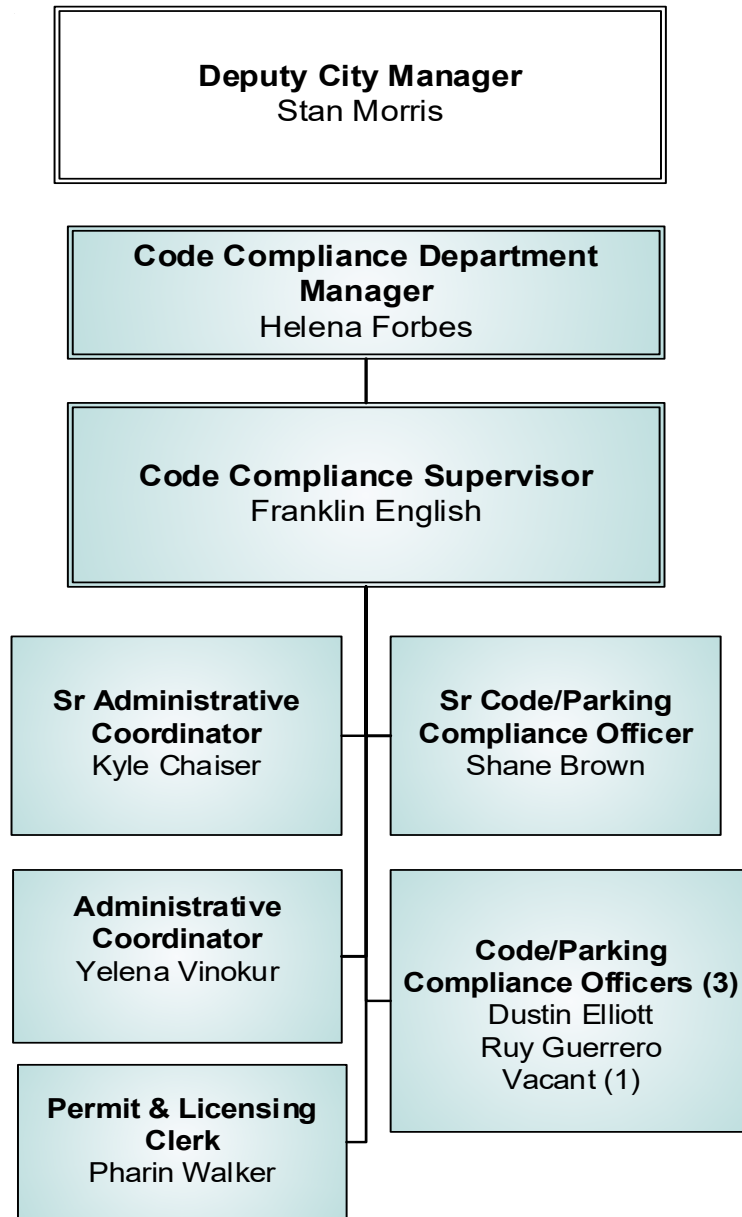 Deputy City Manager
Stan Morris
Code Compliance Department
Manager
Helena Forbes
Code Compliance Supervisor
Franklin English
Sr Administrative
Coordinator
Kyle Chaiser
Sr Code/Parking
Compliance Officer
Shane Brown
Administrative
Coordinator
Yelena Vinokur
Code/Parking
Compliance Officers (3)
Dustin Elliott
Ruy Guerrero
Vacant (1)
Permit & Licensing
Clerk
Pharin Walker